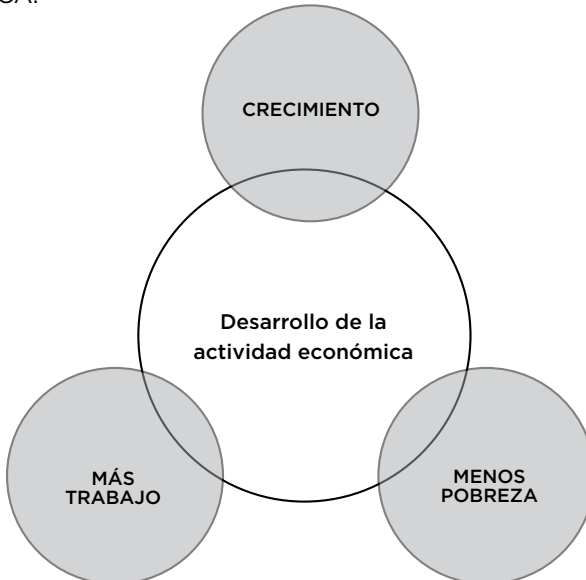 CA.
CRECIMIENTO
Desarrollo de la
actividad económica
MÁS
TRABAJO
MENOS
POBREZA